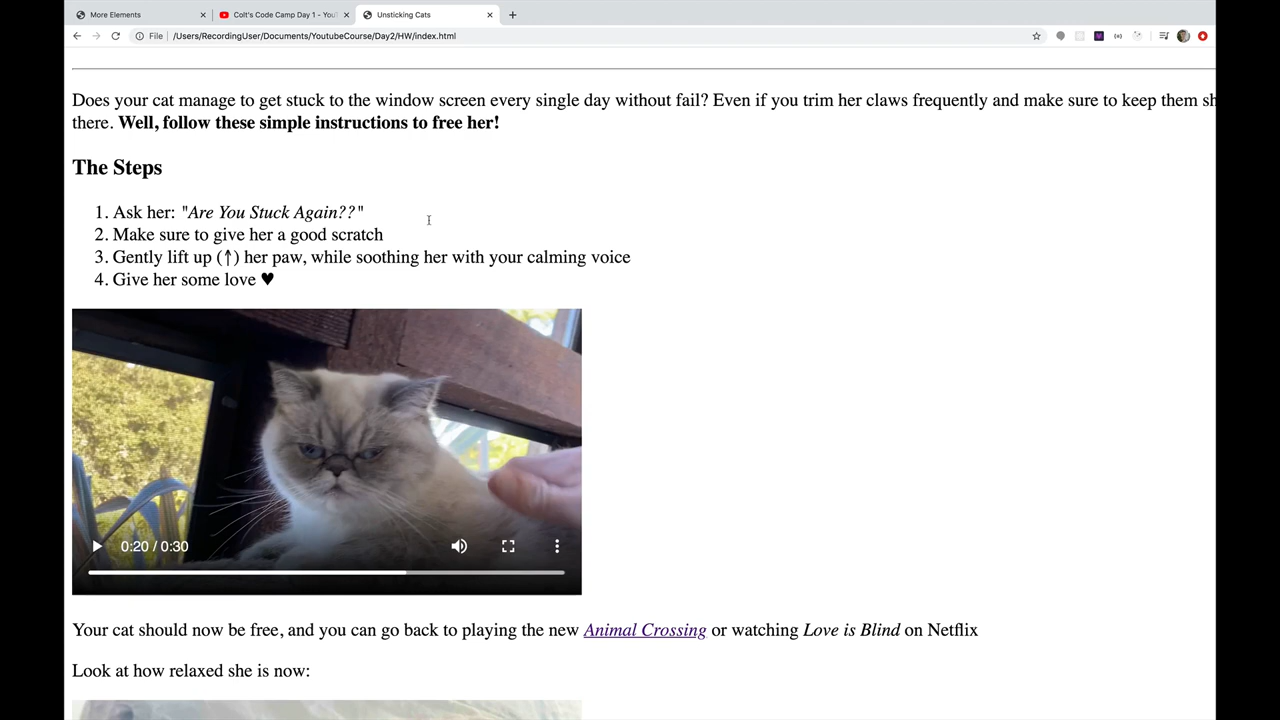 More Elements
Colt's Code Camp Day 1 - You
Unsticking Cats
File
/Users/RecordingUser/Documents/YoutubeCourse/Day2/HW/index.html
Does your cat manage to get stuck to the window screen every single day without fail? Even if you trim her claws frequently and make sure to keep them sh
there. Well, follow these simple instructions to free her!
The Steps
1. Ask her: "Are You Stuck Again??"
2. Make sure to give her a good scratch
3. Gently lift up (↑) her paw, while soothing her with your calming voice
4. Give her some love ♥
0:20 / 0:30
Your cat should now be free, and you can go back to playing the new Animal Crossing or watching Love is Blind on Netflix
Look at how relaxed she is now: